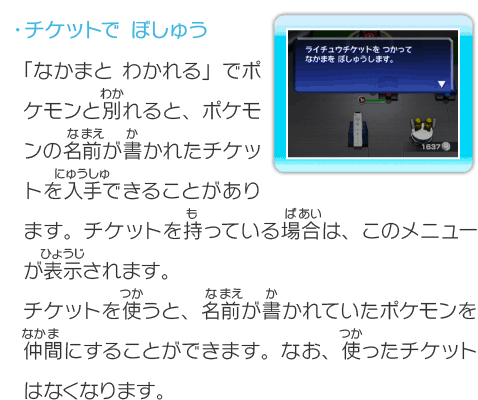 ・チケットで ぼしゅう
ライチュウチケットを つかって
なかまを ぼしゅうします。
1637
「なかまと わかれる」でポ
ケモンと別れると、ポケモ
ンの名前が書かれたチケッ
トを入手できることがあり
ます。チケットを持っている場合は、このメニュー
が表示されます。
チケットを使うと、名前が書かれていたポケモンを
仲間にすることができます。なお、使ったチケット
はなくなります。